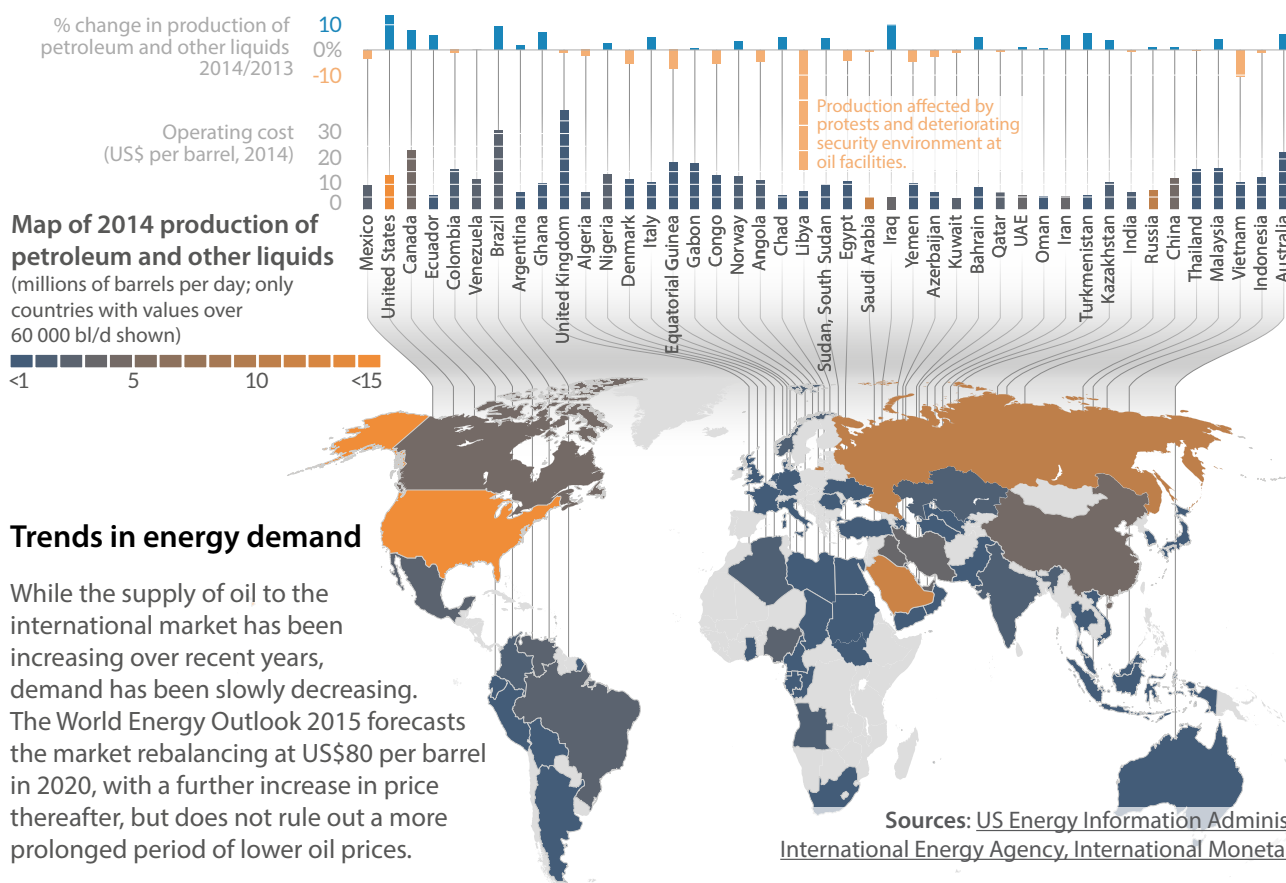 % change in production of
petroleum and other liquids
2014/2013
10
0%
-10
Production affected by
protests and deteriorating
security environment at
oil facilities.
Operating cost
(US$ per barrel, 2014)
30
20
10
0
Mexico
United States
Canada
Ecuador
Colombia
Venezuela
Brazil
Argentina
Ghana
United Kingdom
Algeria
Nigeria
Denmark
Italy
Equatorial Guinea
Gabon
Congo
Norway
Angola
Chad
Libya
Sudan, South Sudan
Egypt
Saudi Arabia
Iraq
Yemen
Azerbaijan
Kuwait
Bahrain
Qatar
UAE
Oman
Iran
Turkmenistan
Kazakhstan
India
Russia
China
Thailand
Malaysia
Vietnam
Indonesia
Australia
Map of 2014 production of
petroleum and other liquids
(millions of barrels per day; only
countries with values over
60 000 bl/d shown)
<1 5 10 <15
Trends in energy demand
While the supply of oil to the
international market has been
increasing over recent years,
demand has been slowly decreasing.
The World Energy Outlook 2015 forecasts
the market rebalancing at US$80 per barrel
in 2020, with a further increase in price
thereafter, but does not rule out a more
prolonged period of lower oil prices.
Sources: US Energy Information Adminis
International Energy Agency, International Moneta